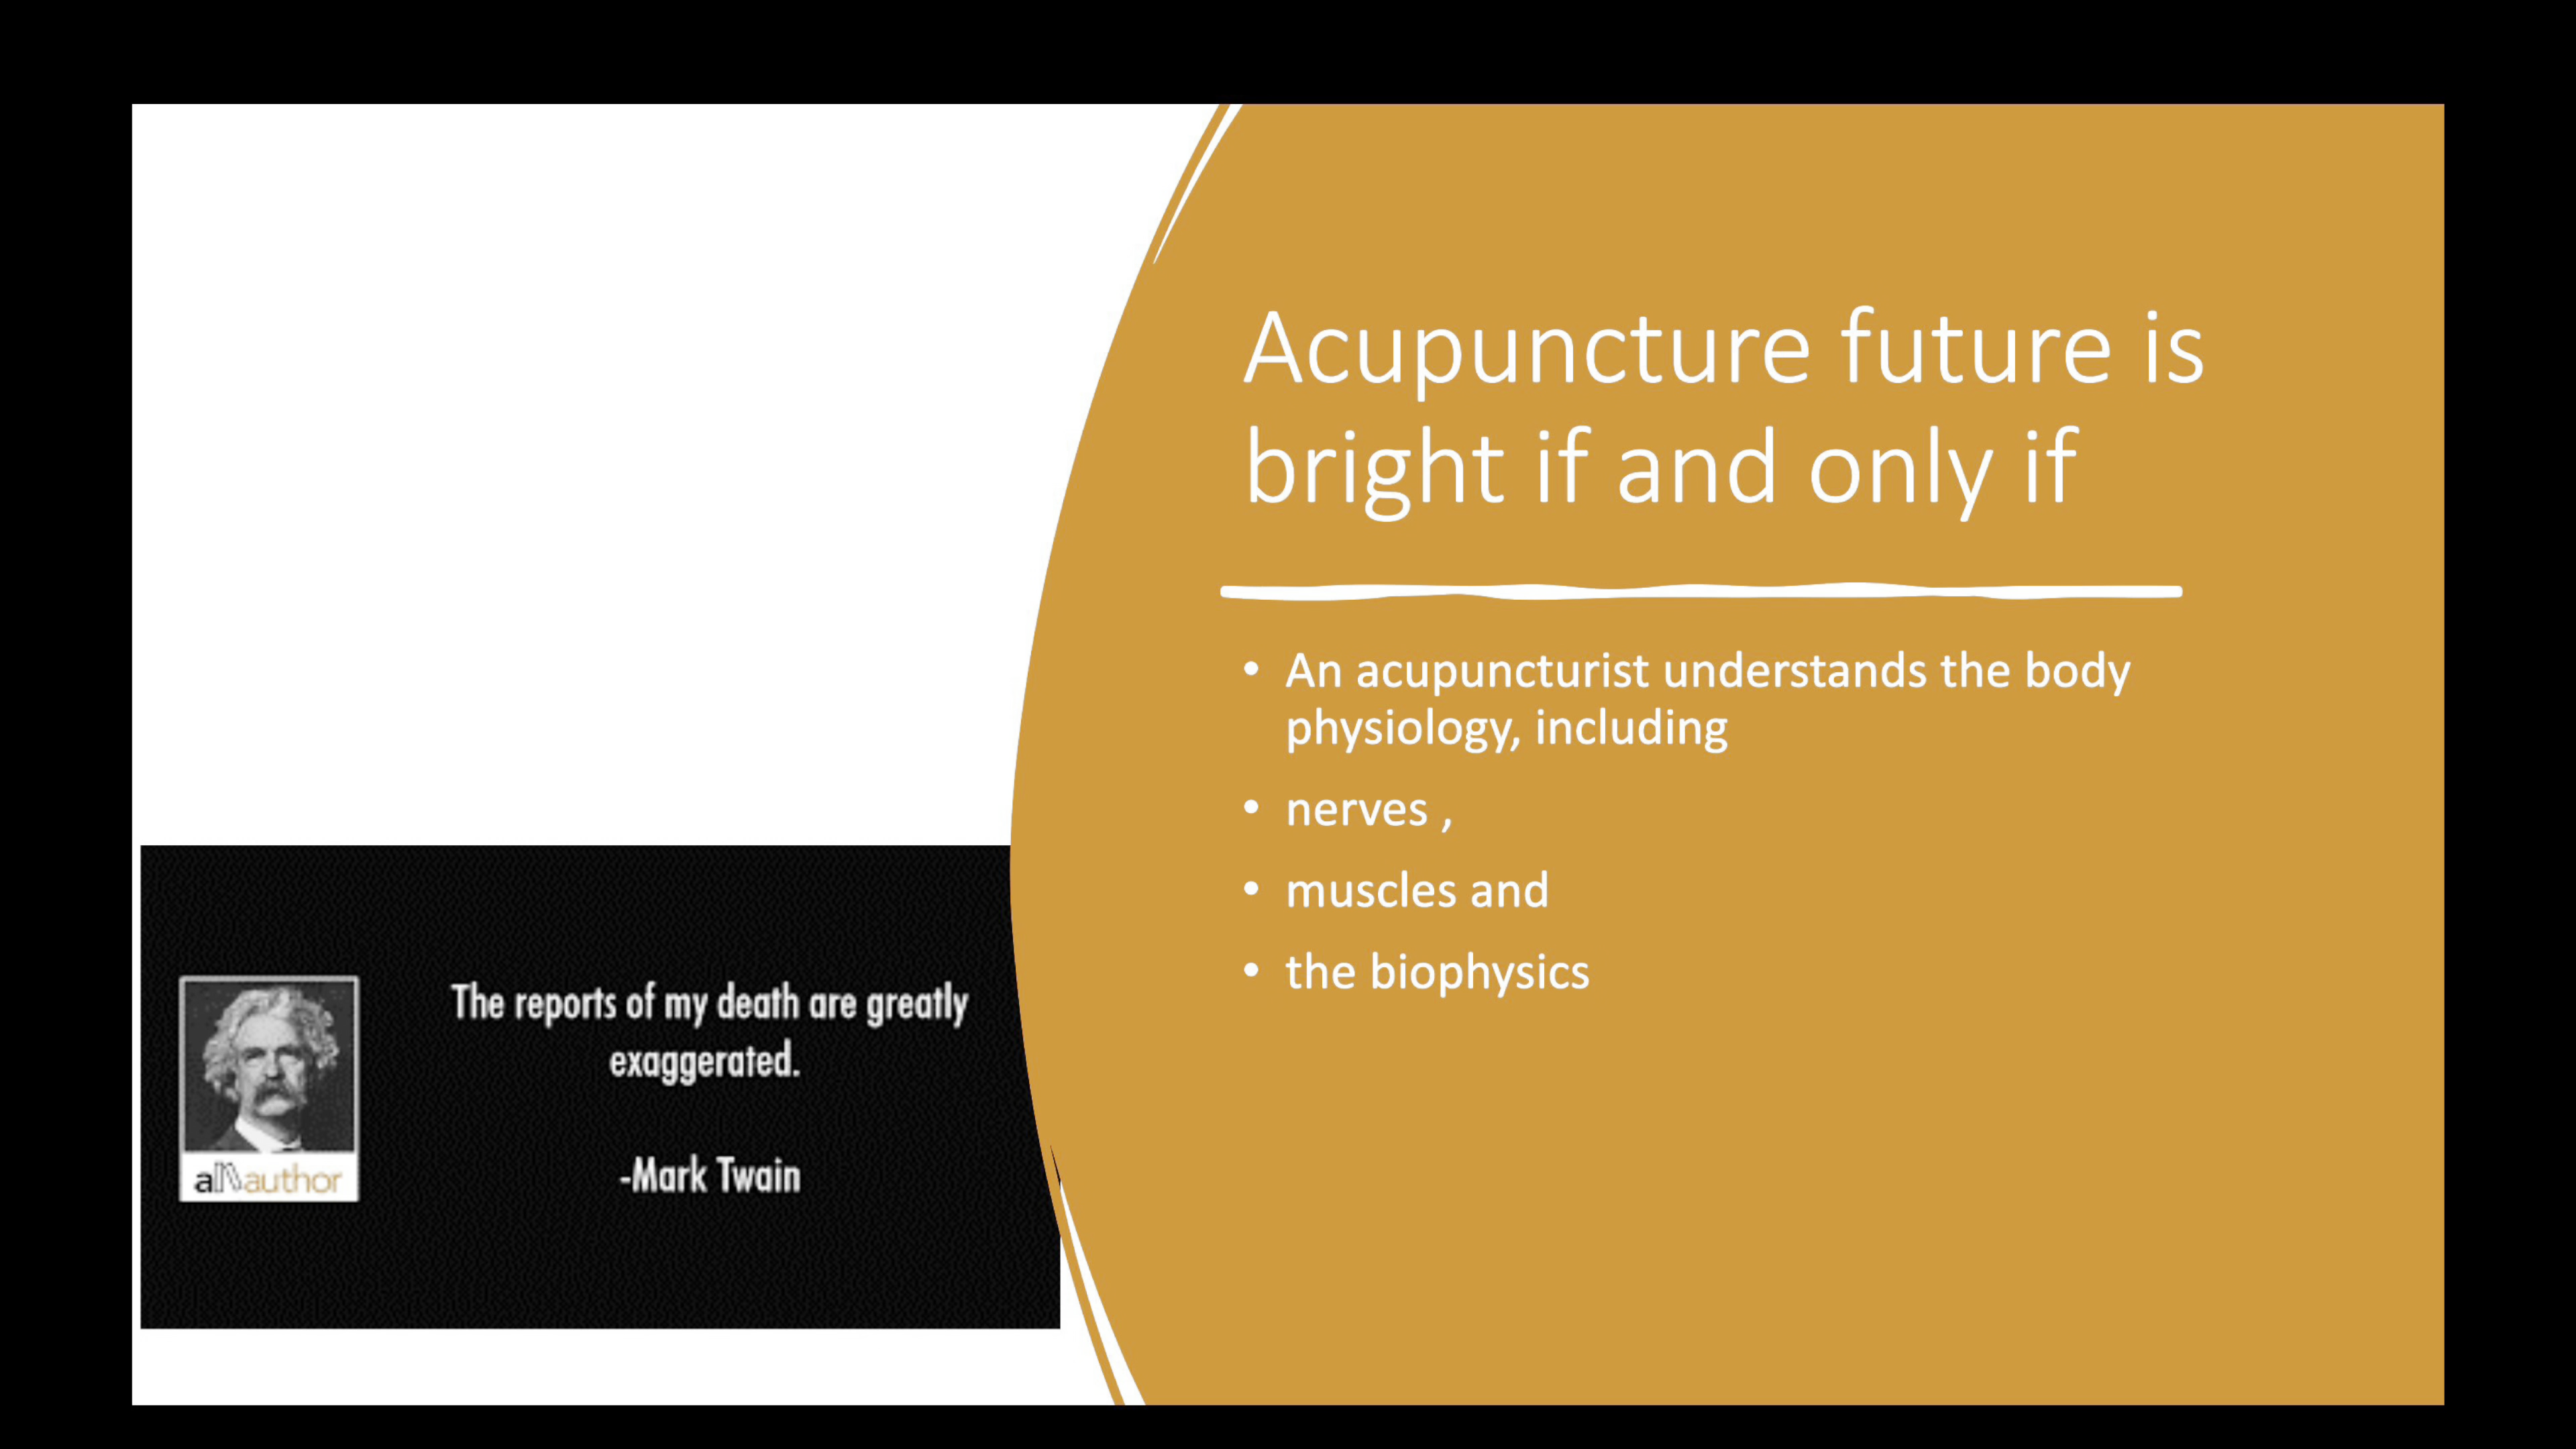 Acupuncture future is
bright if and only if
• An acupuncturist understands the body
physiology, including
• nerves ,
• muscles and
• the biophysics
The reports of my death are greatly
exaggerated.
-Mark Twain
allauthor